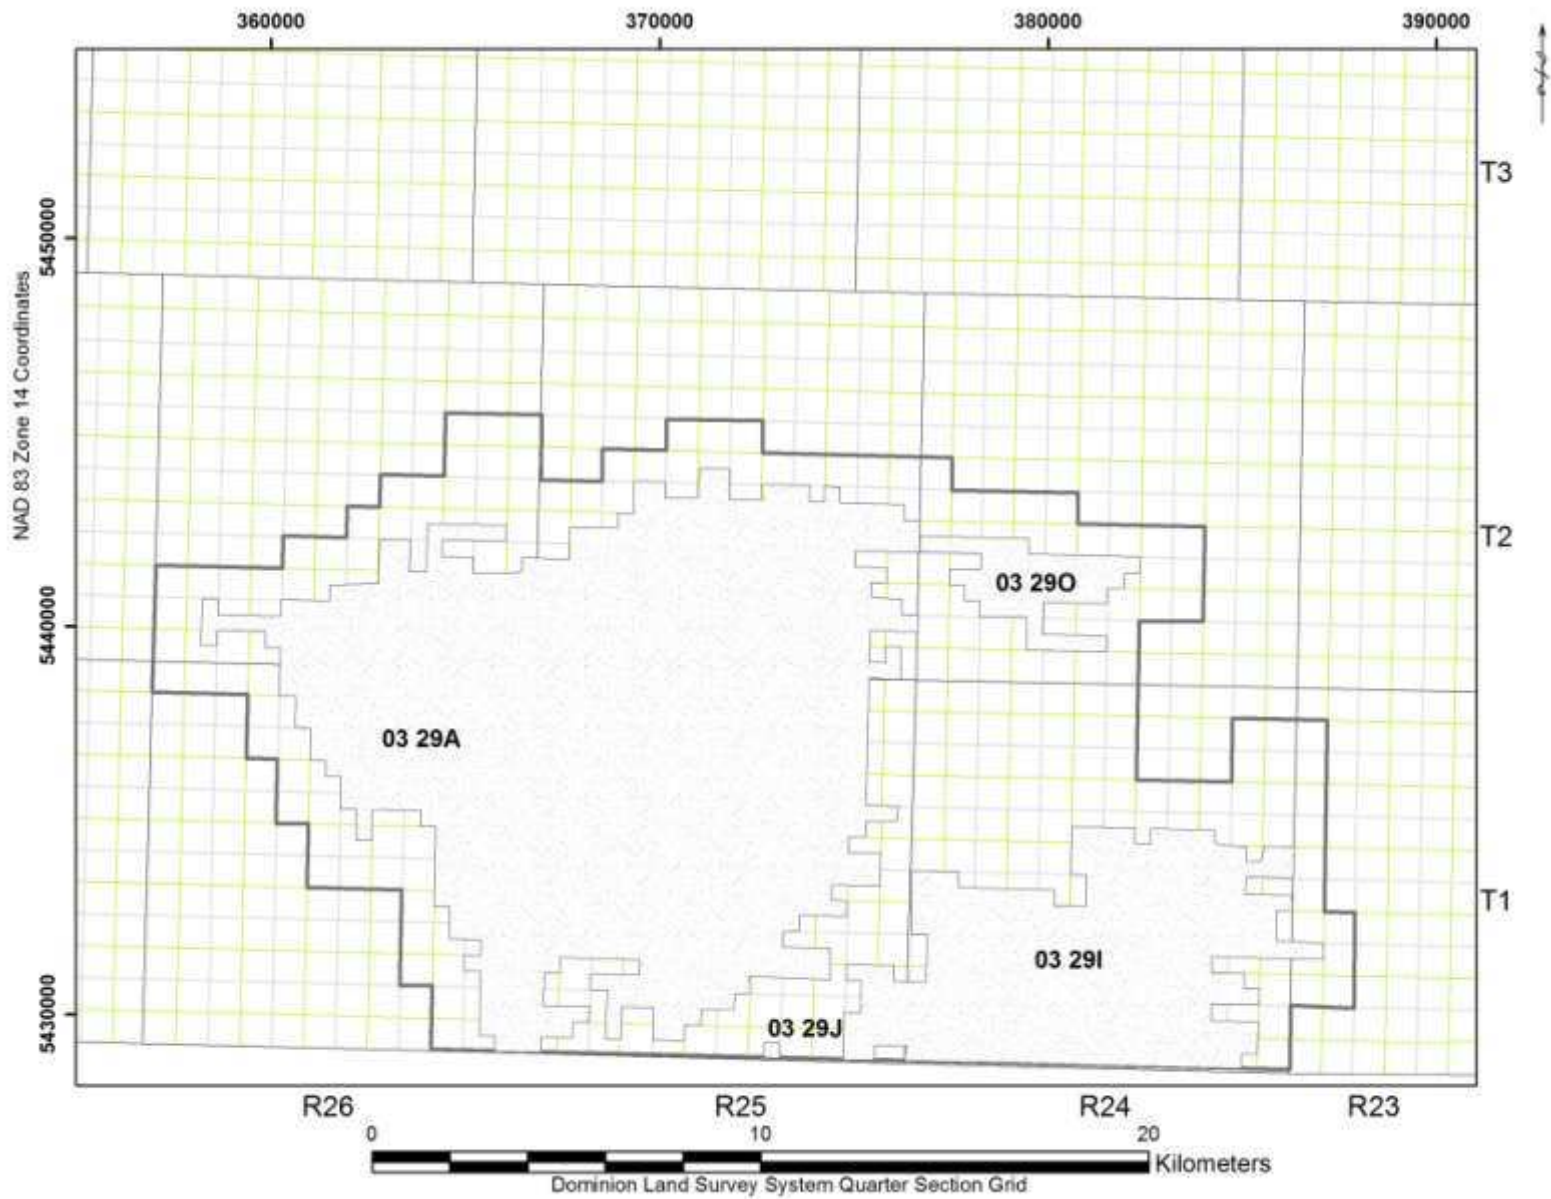 360000 370000 380000 390000
T3
5450000
NAD 83 Zone 14 Coordinates
T2
03 29O
5440000
03 29A
T1
03 29I
5430000
03 29J
R26 R25 R24 R23
0 10 20
Kilometers
Dominion Land Survey System Quarter Section Grid